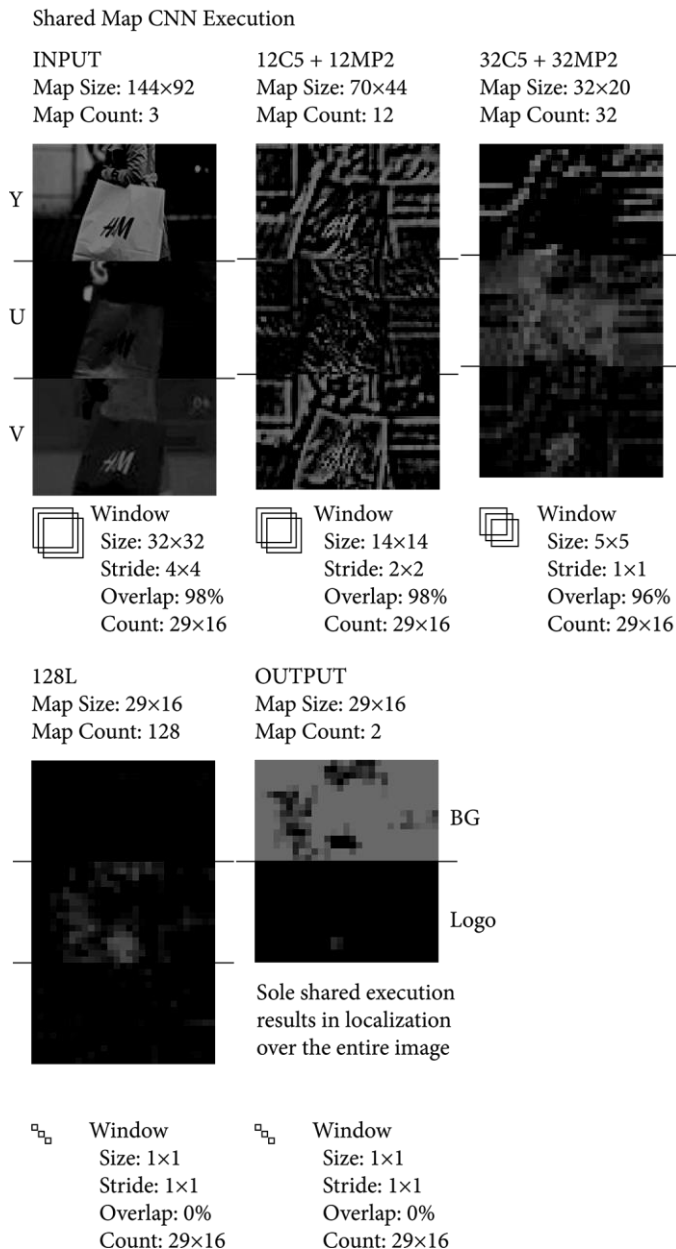 Shared Map CNN Execution
INPUT
Map Size: 144×92
Map Count: 3
12C5 + 12MP2
Map Size: 70×44
Map Count: 12
32C5 + 32MP2
Map Size: 32×20
Map Count: 32
Y
U
V
HM
HM
HM
HM
HM
Window
Size: 32×32
Stride: 4×4
Overlap: 98%
Count: 29×16
Window
Size: 14×14
Stride: 2×2
Overlap: 98%
Count: 29×16
Window
Size: 5×5
Stride: 1×1
Overlap: 96%
Count: 29×16
128L
Map Size: 29×16
Map Count: 128
OUTPUT
Map Size: 29×16
Map Count: 2
BG
Logo
Sole shared execution
results in localization
over the entire image
Window
Size: 1×1
Stride: 1×1
Overlap: 0%
Count: 29×16
Window
Size: 1×1
Stride: 1×1
Overlap: 0%
Count: 29×16